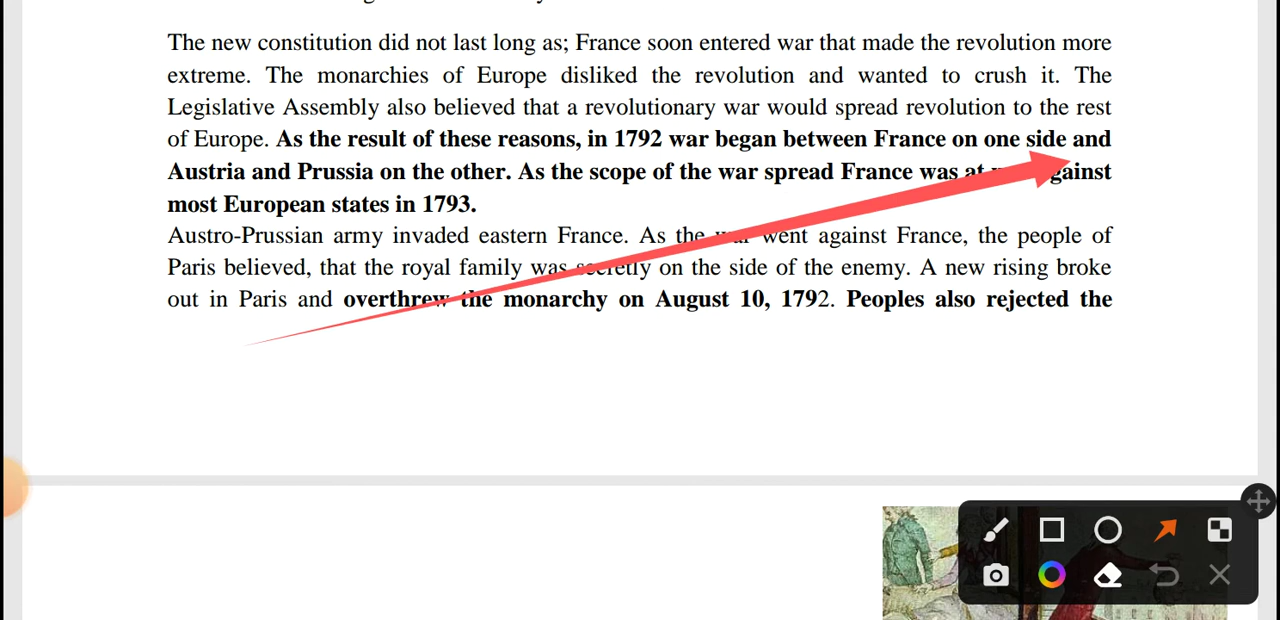 The new constitution did not last long as; France soon entered war that made the revolution more
extreme. The monarchies of Europe disliked the revolution and wanted to crush it. The
Legislative Assembly also believed that a revolutionary war would spread revolution to the rest
of Europe. As the result of these reasons, in 1792 war began between France on one side and
Austria and Prussia on the other. As the scope of the war spread France was at against
most European states in 1793.
Austro-Prussian army invaded eastern France. As the war went against France, the people of
Paris believed, that the royal family was secretly on the side of the enemy. A new rising broke
out in Paris and overthrew the monarchy on August 10, 1792. Peoples also rejected the